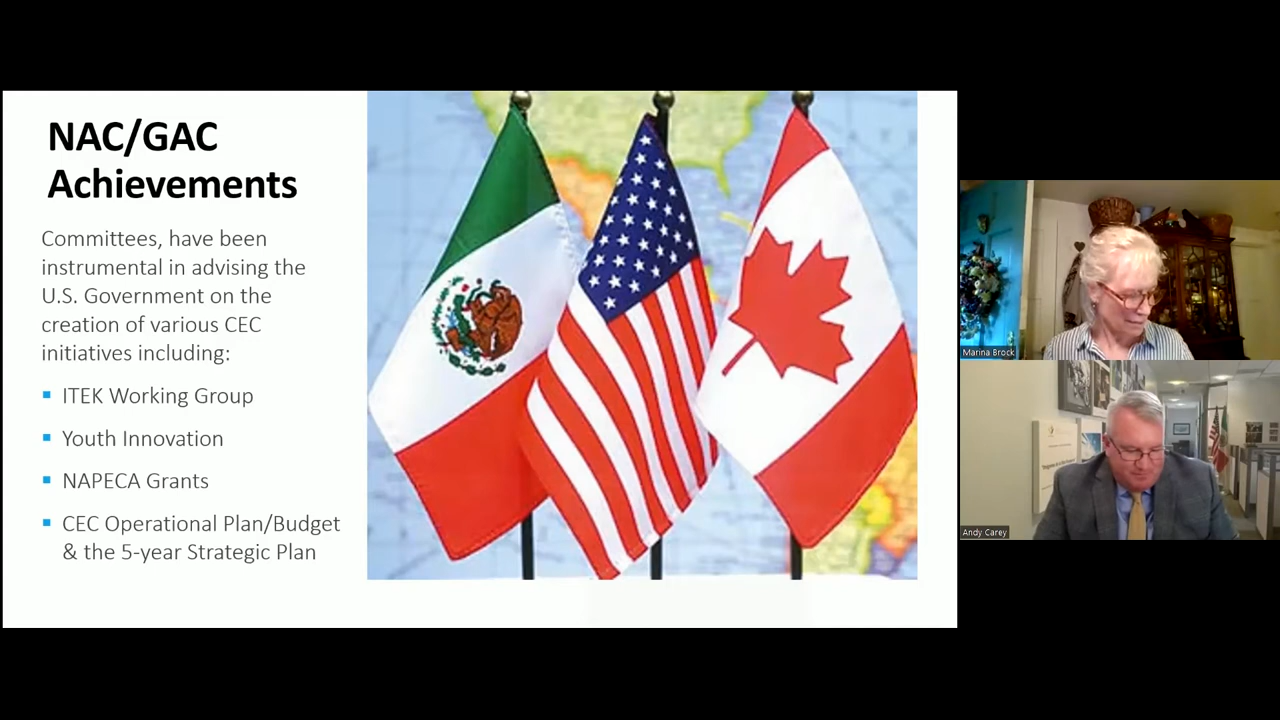 NAC/GAC
Achievements
Committees, have been
instrumental in advising the
U.S. Government on the
creation of various CEC
initiatives including:
ITEK Working Group
Youth Innovation
NAPECA Grants
CEC Operational Plan/Budget
& the 5-year Strategic Plan
Marina Brock
Andy Carey